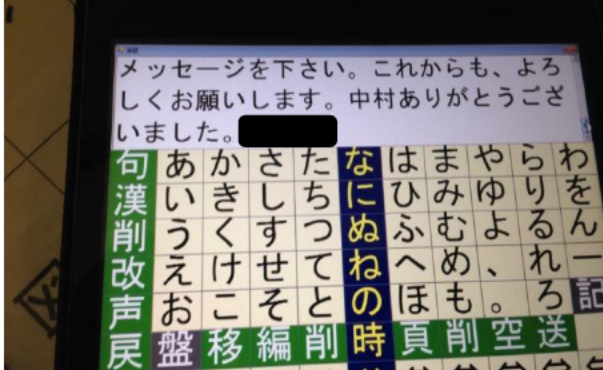 メッセージを下さい。これからも、よろ
しくお願いします。中村ありがとうござ
いました。
句あかさたなはまやらわ
漢いきしちにひみゆりを
削うくすつぬふむよるん
改えけせてねへめ、れー
声おこそとのほも。ろ記
戻盤移編削時頁削空送